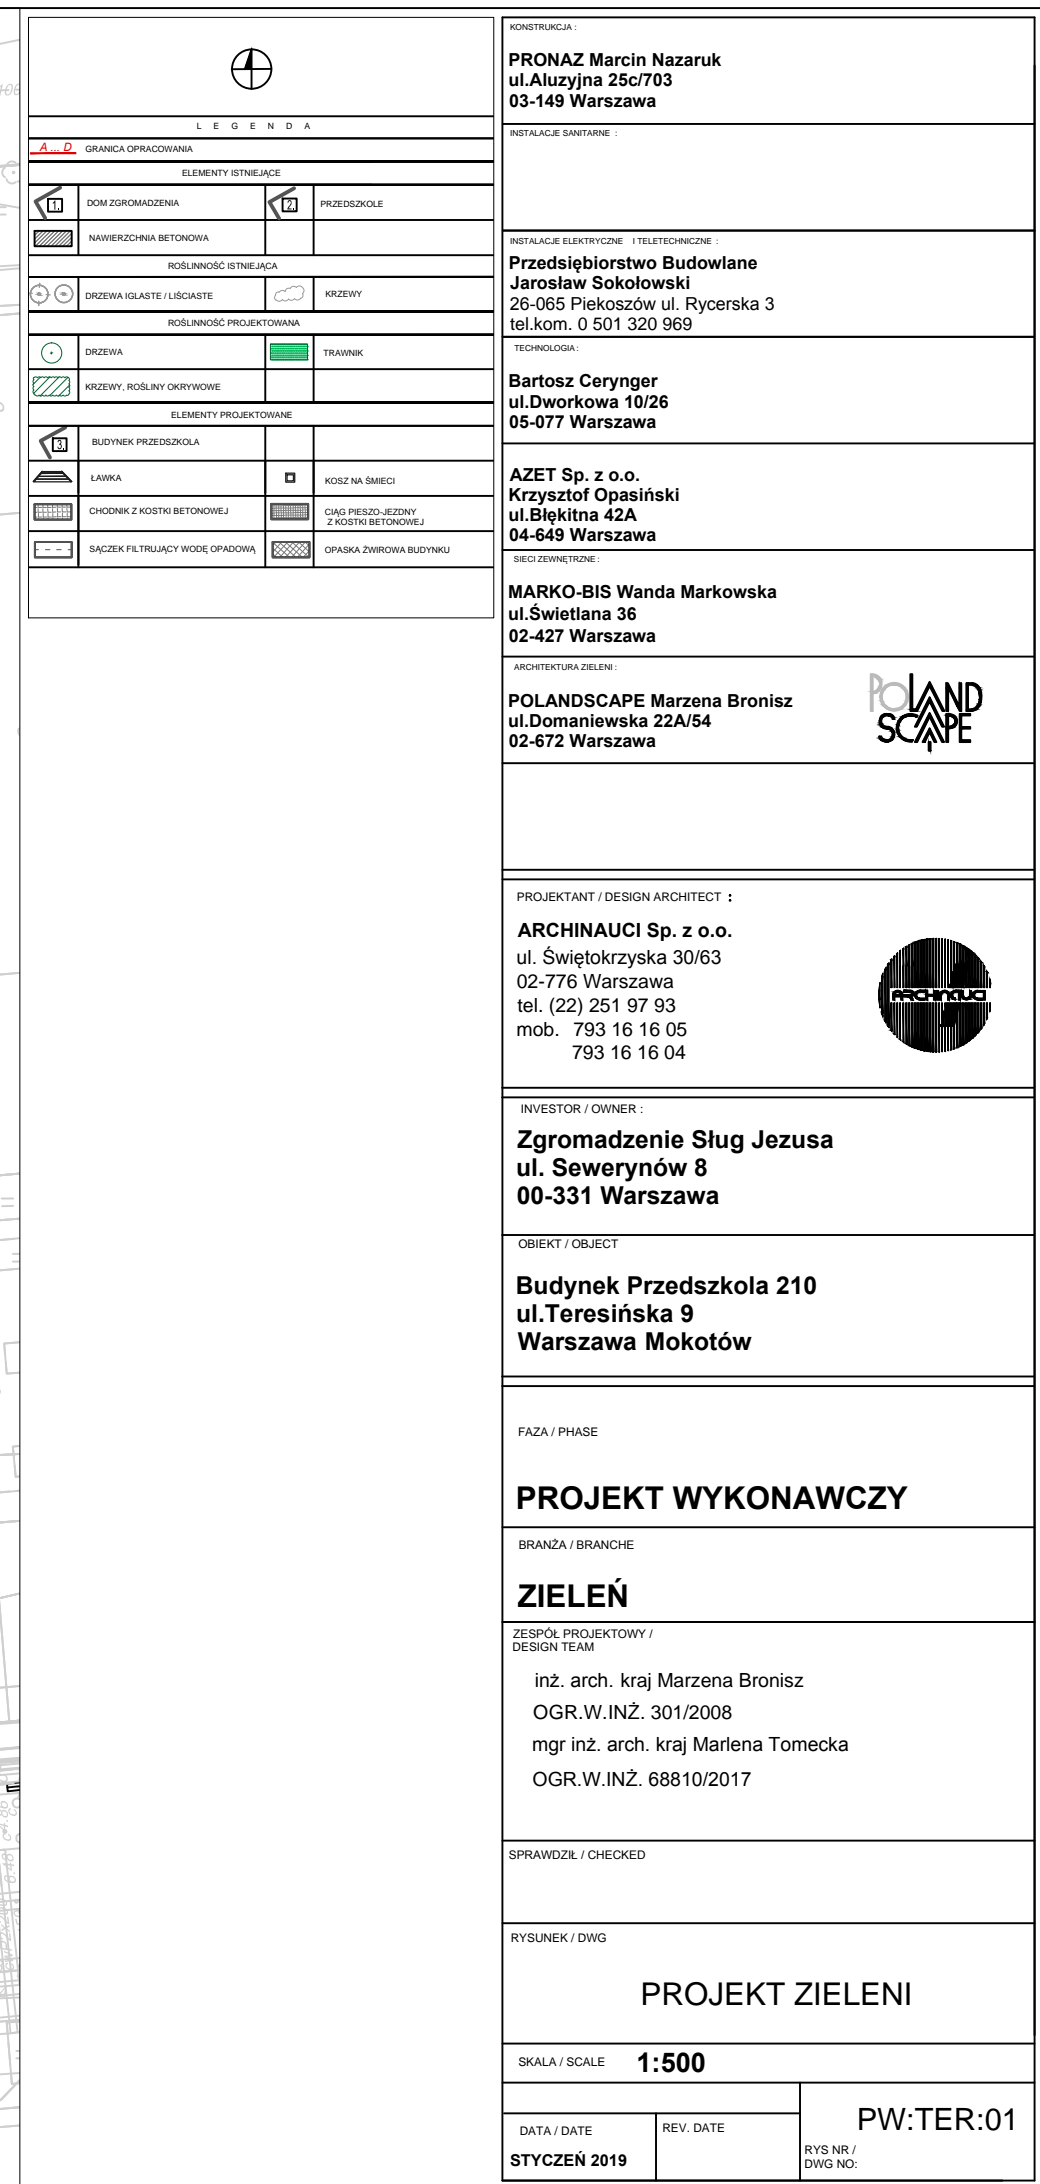 L E G E N D A
A ... D GRANICA OPRACOWANIA
ELEMENTY ISTNIEJĄCE
1. DOM ZGROMADZENIA 2. PRZEDSZKOLE
NAWIERZCHNIA BETONOWA
ROŚLINNOŚĆ ISTNIEJĄCA
DRZEWA IGLASTE / LIŚCIASTE KRZEWY
ROŚLINNOŚĆ PROJEKTOWANA
DRZEWA TRAWNIK
KRZEWY, ROŚLINY OKRYWOWE
ELEMENTY PROJEKTOWANE
3. BUDYNEK PRZEDSZKOLA
ŁAWKA KOSZ NA ŚMIECI
CHODNIK Z KOSTKI BETONOWEJ CIĄG PIESZO-JEZDNY
Z KOSTKI BETONOWEJ
SĄCZEK FILTRUJĄCY WODĘ OPADOWĄ OPASKA ŻWIROWA BUDYNKU
KONSTRUKCJA :
PRONAZ Marcin Nazaruk
ul.Aluzyjna 25c/703
03-149 Warszawa
INSTALACJE SANITARNE :
INSTALACJE ELEKTRYCZNE I TELETECHNICZNE :
Przedsiębiorstwo Budowlane
Jarosław Sokołowski
26-065 Piekoszów ul. Rycerska 3
tel.kom. 0 501 320 969
TECHNOLOGIA :
Bartosz Cerynger
ul.Dworkowa 10/26
05-077 Warszawa
AZET Sp. z o.o.
Krzysztof Opasiński
ul.Błękitna 42A
04-649 Warszawa
SIECI ZEWNĘTRZNE :
MARKO-BIS Wanda Markowska
ul.Świetlana 36
02-427 Warszawa
ARCHITEKTURA ZIELENI :
POLANDSCAPE Marzena Bronisz
ul.Domaniewska 22A/54
02-672 Warszawa
POLAND
SCAPE
PROJEKTANT / DESIGN ARCHITECT :
ARCHINAUCI Sp. z o.o.
ul. Świętokrzyska 30/63
02-776 Warszawa
tel. (22) 251 97 93
mob. 793 16 16 05
793 16 16 04
ARCHINAUCI
INVESTOR / OWNER :
Zgromadzenie Sług Jezusa
ul. Sewerynów 8
00-331 Warszawa
OBIEKT / OBJECT
Budynek Przedszkola 210
ul.Teresińska 9
Warszawa Mokotów
FAZA / PHASE
PROJEKT WYKONAWCZY
BRANŻA / BRANCHE
ZIELEŃ
ZESPÓŁ PROJEKTOWY /
DESIGN TEAM
inż. arch. kraj Marzena Bronisz
OGR.W.INŻ. 301/2008
mgr inż. arch. kraj Marlena Tomecka
OGR.W.INŻ. 68810/2017
SPRAWDZIŁ / CHECKED
RYSUNEK / DWG
PROJEKT ZIELENI
SKALA / SCALE 1:500
DATA / DATE
STYCZEŃ 2019
REV. DATE
PW:TER:01
RYS NR /
DWG NO: